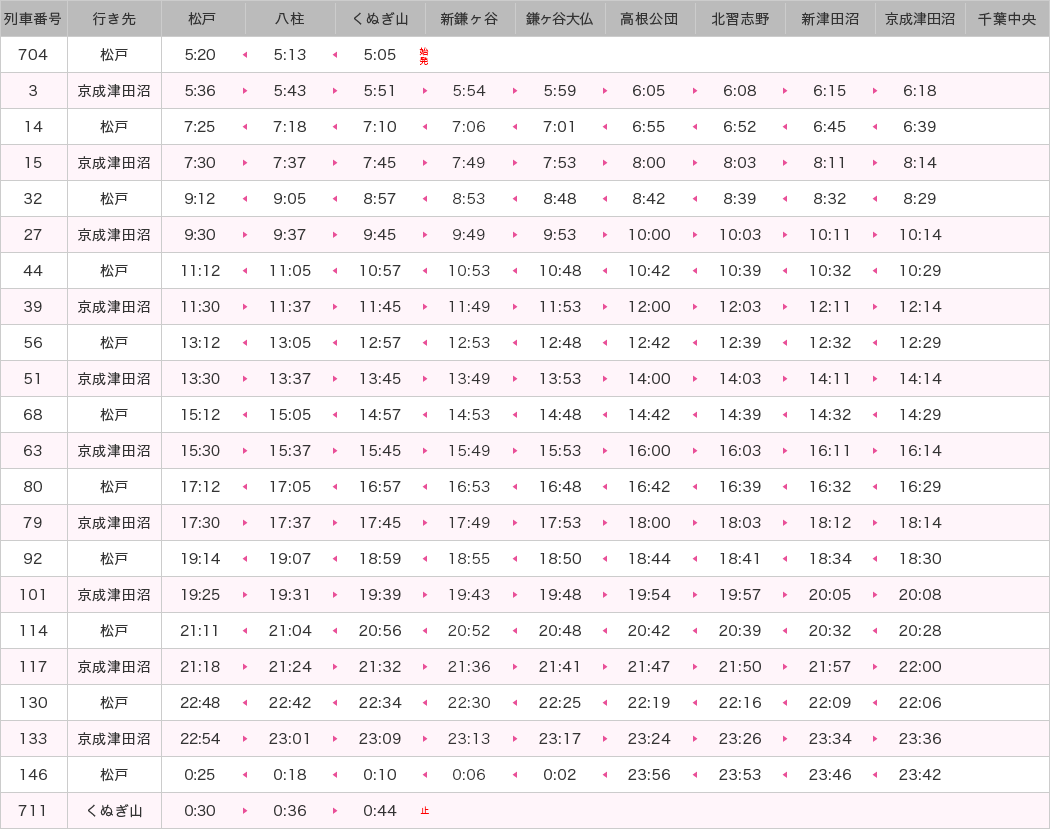 列車番号 行き先 松戸 八柱 くぬぎ山 新鎌ヶ谷 鎌ヶ谷大仏 高根公団 北習志野 新津田沼 京成津田沼 千葉中央
704 松戸 5:20 ◀ 5:13 ◀ 5:05 始発
3 京成津田沼 5:36 ▶ 5:43 ▶ 5:51 ▶ 5:54 ▶ 5:59 ▶ 6:05 ▶ 6:08 ▶ 6:15 ▶ 6:18
14 松戸 7:25 ◀ 7:18 ◀ 7:10 ◀ 7:06 ◀ 7:01 ◀ 6:55 ◀ 6:52 ◀ 6:45 ◀ 6:39
15 京成津田沼 7:30 ▶ 7:37 ▶ 7:45 ▶ 7:49 ▶ 7:53 ▶ 8:00 ▶ 8:03 ▶ 8:11 ▶ 8:14
32 松戸 9:12 ◀ 9:05 ◀ 8:57 ◀ 8:53 ◀ 8:48 ◀ 8:42 ◀ 8:39 ◀ 8:32 ◀ 8:29
27 京成津田沼 9:30 ▶ 9:37 ▶ 9:45 ▶ 9:49 ▶ 9:53 ▶ 10:00 ▶ 10:03 ▶ 10:11 ▶ 10:14
44 松戸 11:12 ◀ 11:05 ◀ 10:57 ◀ 10:53 ◀ 10:48 ◀ 10:42 ◀ 10:39 ◀ 10:32 ◀ 10:29
39 京成津田沼 11:30 ▶ 11:37 ▶ 11:45 ▶ 11:49 ▶ 11:53 ▶ 12:00 ▶ 12:03 ▶ 12:11 ▶ 12:14
56 松戸 13:12 ◀ 13:05 ◀ 12:57 ◀ 12:53 ◀ 12:48 ◀ 12:42 ◀ 12:39 ◀ 12:32 ◀ 12:29
51 京成津田沼 13:30 ▶ 13:37 ▶ 13:45 ▶ 13:49 ▶ 13:53 ▶ 14:00 ▶ 14:03 ▶ 14:11 ▶ 14:14
68 松戸 15:12 ◀ 15:05 ◀ 14:57 ◀ 14:53 ◀ 14:48 ◀ 14:42 ◀ 14:39 ◀ 14:32 ◀ 14:29
63 京成津田沼 15:30 ▶ 15:37 ▶ 15:45 ▶ 15:49 ▶ 15:53 ▶ 16:00 ▶ 16:03 ▶ 16:11 ▶ 16:14
80 松戸 17:12 ◀ 17:05 ◀ 16:57 ◀ 16:53 ◀ 16:48 ◀ 16:42 ◀ 16:39 ◀ 16:32 ◀ 16:29
79 京成津田沼 17:30 ▶ 17:37 ▶ 17:45 ▶ 17:49 ▶ 17:53 ▶ 18:00 ▶ 18:03 ▶ 18:12 ▶ 18:14
92 松戸 19:14 ◀ 19:07 ◀ 18:59 ◀ 18:55 ◀ 18:50 ◀ 18:44 ◀ 18:41 ◀ 18:34 ◀ 18:30
101 京成津田沼 19:25 ▶ 19:31 ▶ 19:39 ▶ 19:43 ▶ 19:48 ▶ 19:54 ▶ 19:57 ▶ 20:05 ▶ 20:08
114 松戸 21:11 ◀ 21:04 ◀ 20:56 ◀ 20:52 ◀ 20:48 ◀ 20:42 ◀ 20:39 ◀ 20:32 ◀ 20:28
117 京成津田沼 21:18 ▶ 21:24 ▶ 21:32 ▶ 21:36 ▶ 21:41 ▶ 21:47 ▶ 21:50 ▶ 21:57 ▶ 22:00
130 松戸 22:48 ◀ 22:42 ◀ 22:34 ◀ 22:30 ◀ 22:25 ◀ 22:19 ◀ 22:16 ◀ 22:09 ◀ 22:06
133 京成津田沼 22:54 ▶ 23:01 ▶ 23:09 ▶ 23:13 ▶ 23:17 ▶ 23:24 ▶ 23:26 ▶ 23:34 ▶ 23:36
146 松戸 0:25 ◀ 0:18 ◀ 0:10 ◀ 0:06 ◀ 0:02 ◀ 23:56 ◀ 23:53 ◀ 23:46 ◀ 23:42
711 くぬぎ山 0:30 ▶ 0:36 ▶ 0:44 止